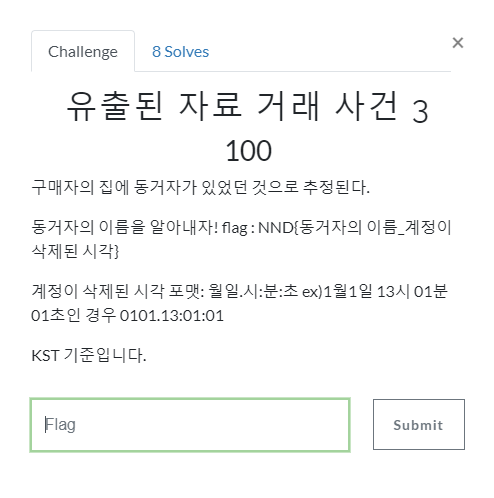 Challenge
8 Solves
×
유출된 자료 거래 사건 3
100
구매자의 집에 동거자가 있었던 것으로 추정된다.
동거자의 이름을 알아내자! flag : NND{동거자의 이름_계정이
삭제된 시각}
계정이 삭제된 시각 포맷: 월일.시:분:초 ex)1월1일 13시 01분
01초인 경우 0101.13:01:01
KST 기준입니다.
Flag
Submit